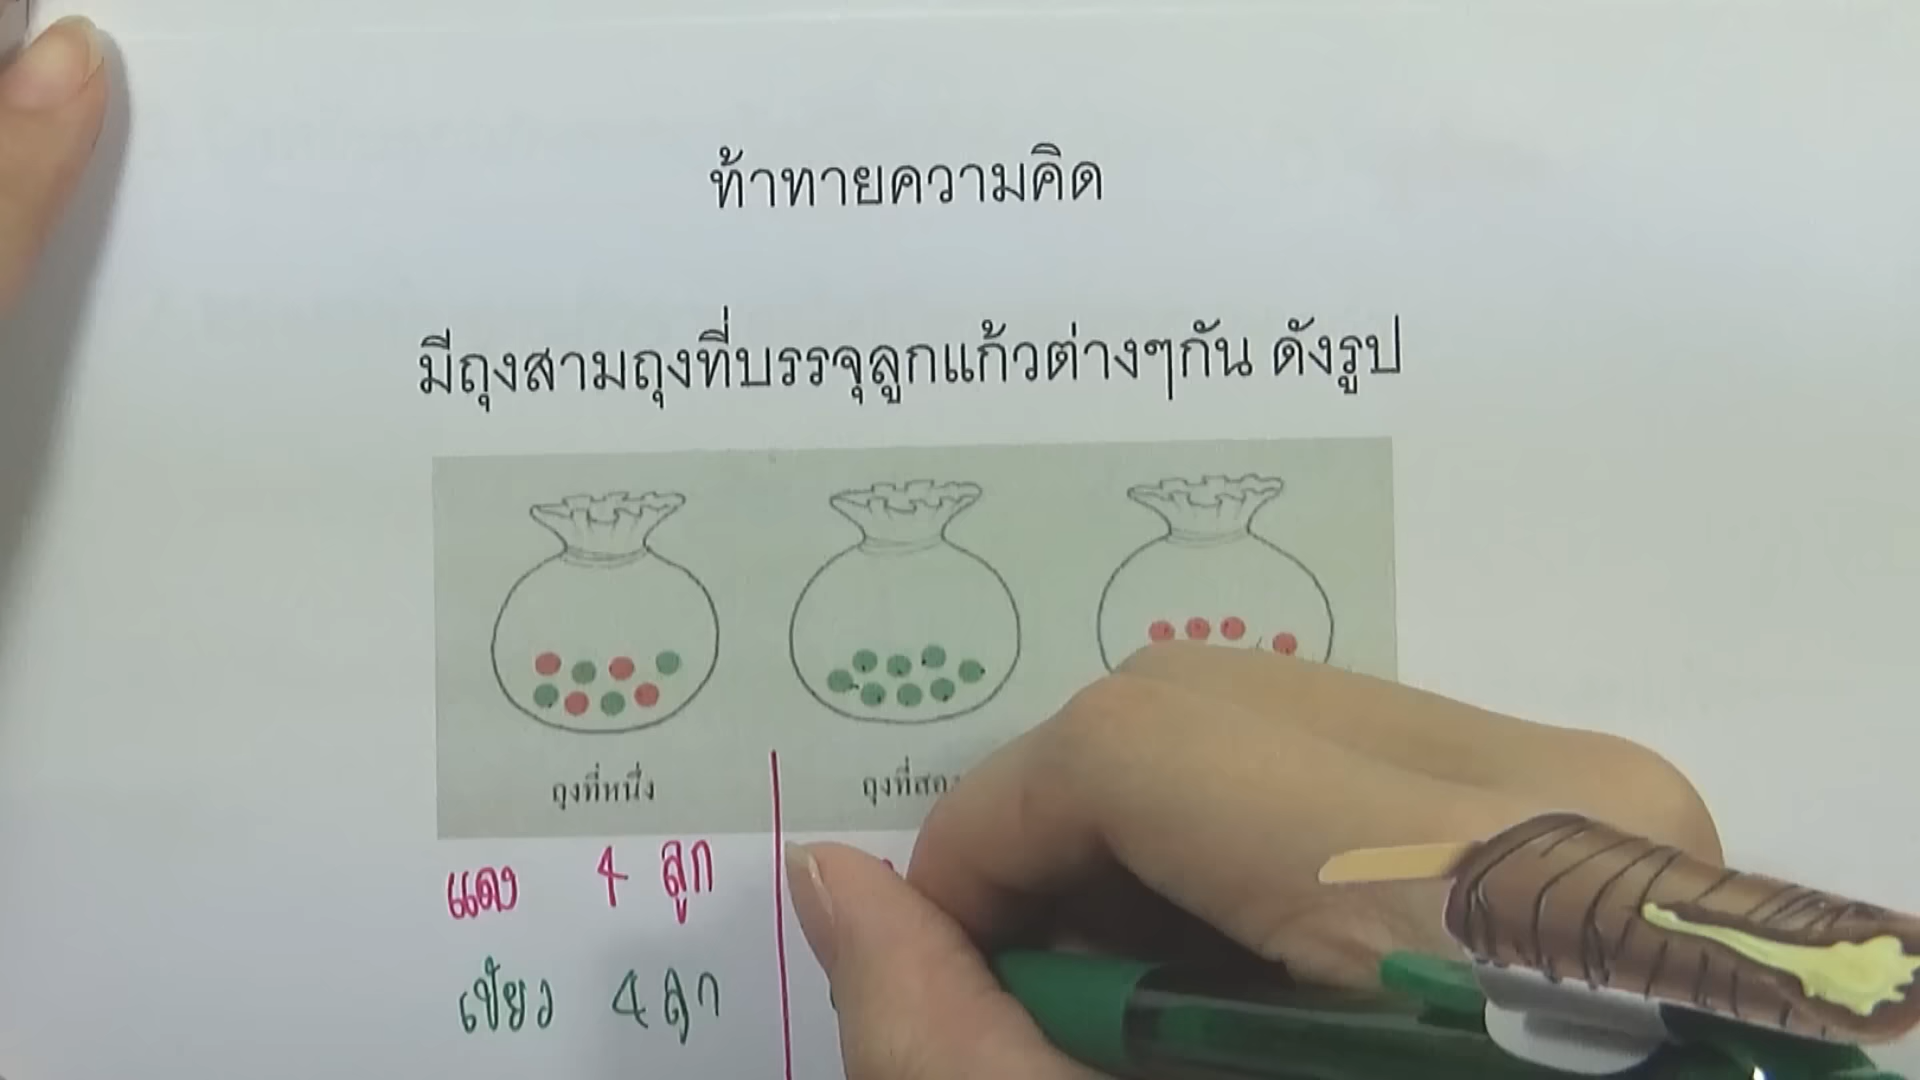 ท้าทายความคิด
มีถุงสามถุงที่บรรจุลูกแก้วต่างๆกัน ดังรูป
ถุงที่หนึ่ง
แดง 4 ลูก
เขียว 4 ลูก